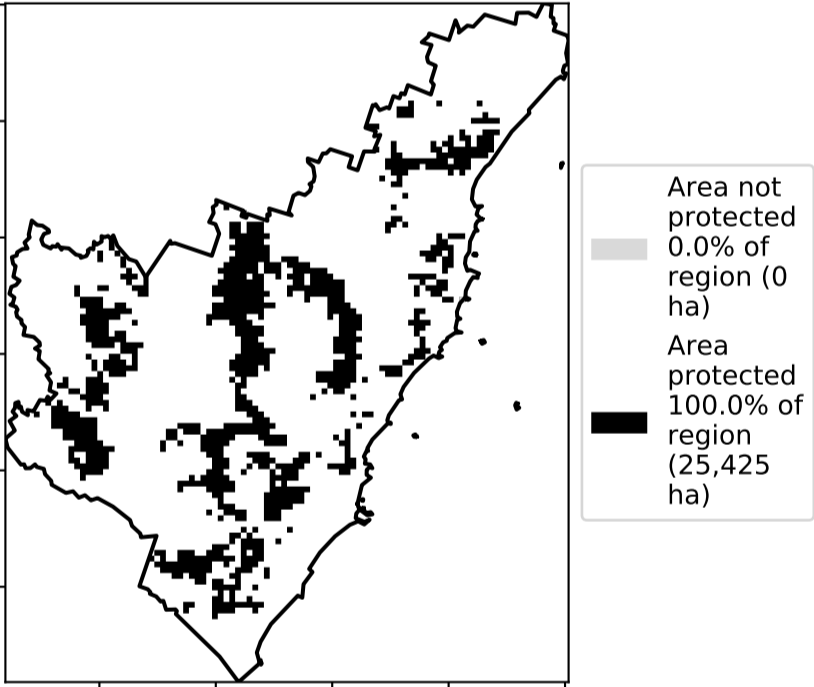 Area not
protected
0.0% of
region (0
ha)
Area
protected
100.0% of
region
(25,425
ha)